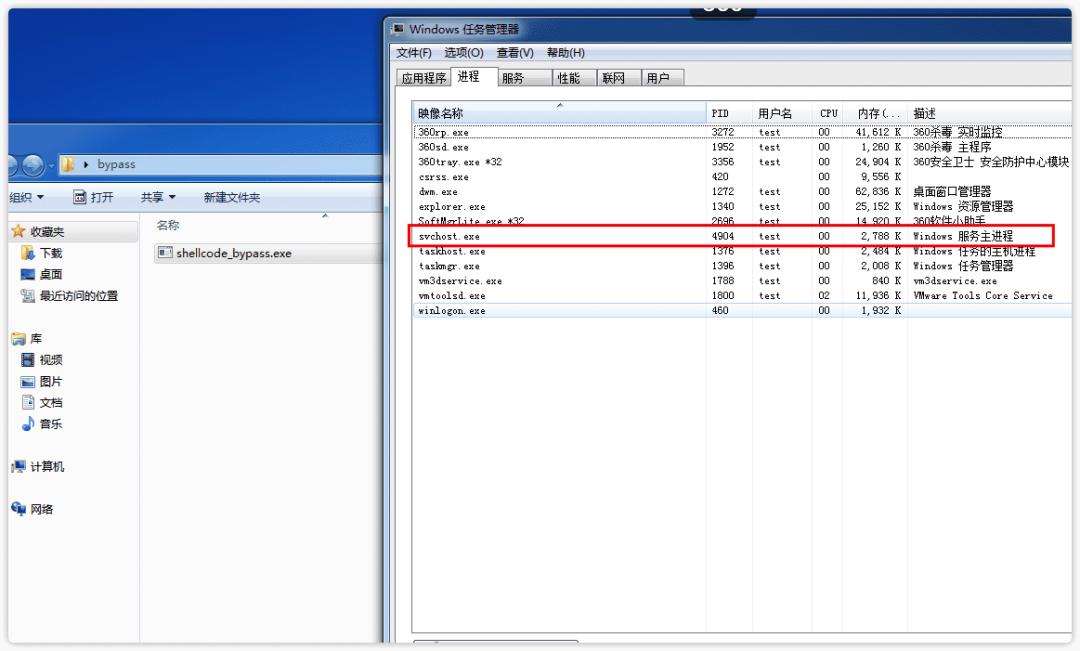 Windows 任务管理器
文件(F) 选项(O) 查看(V) 帮助(H)
应用程序 进程 服务 性能 联网 用户
映像名称 PID 用户名 CPU 内存(... 描述
360rp.exe 3272 test 00 41,612 K 360杀毒 实时监控
360sd.exe 1952 test 00 1,260 K 360杀毒 主程序
360tray.exe *32 3356 test 00 24,904 K 360安全卫士 安全防护中心模块
csrss.exe 420 00 9,556 K
dwm.exe 1272 test 00 62,836 K 桌面窗口管理器
explorer.exe 1340 test 00 25,152 K Windows 资源管理器
SoftMgrLite.exe *32 2696 test 00 14,920 K 360软件小助手
svchost.exe 4904 test 00 2,788 K Windows 服务主进程
taskhost.exe 1376 test 00 2,484 K Windows 任务的主机进程
taskmgr.exe 1396 test 00 2,008 K Windows 任务管理器
vm3dservice.exe 1788 test 00 840 K vm3dservice.exe
vmtoolsd.exe 1800 test 02 11,936 K VMware Tools Core Service
winlogon.exe 460 00 1,932 K
bypass
组织 打开 共享 新建文件夹
收藏夹
下载
桌面
最近访问的位置
库
视频
图片
文档
音乐
计算机
网络
名称
shellcode_bypass.exe